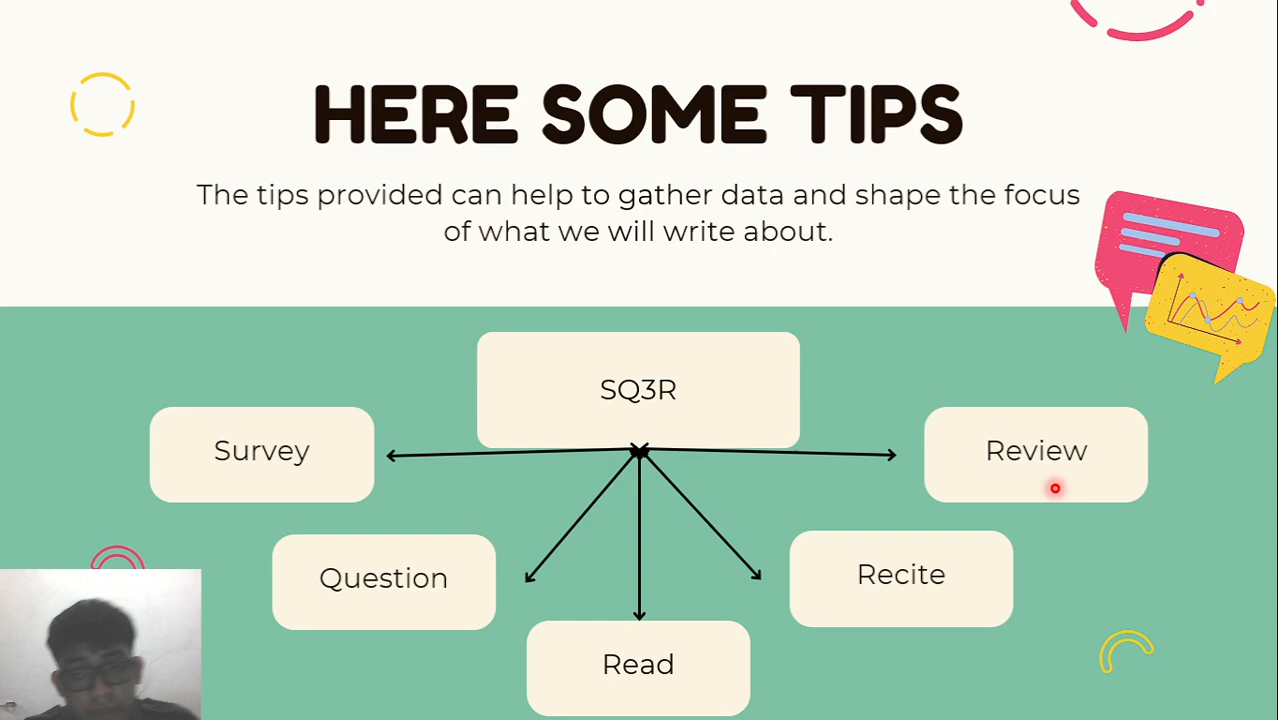 HERE SOME TIPS
The tips provided can help to gather data and shape the focus
of what we will write about.
SQ3R
Survey
Review
Question
Recite
Read